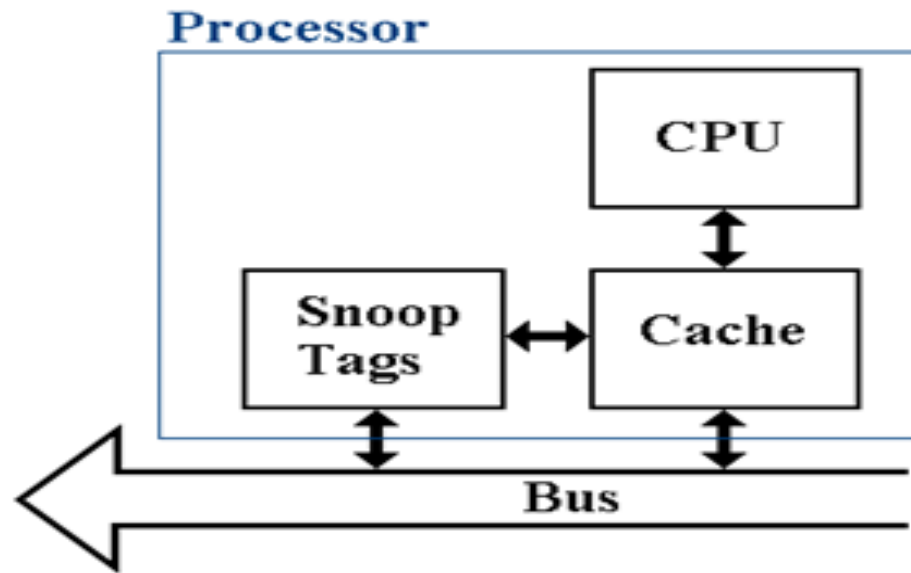 Processor
CPU
Snoop
Tags
Cache
Bus